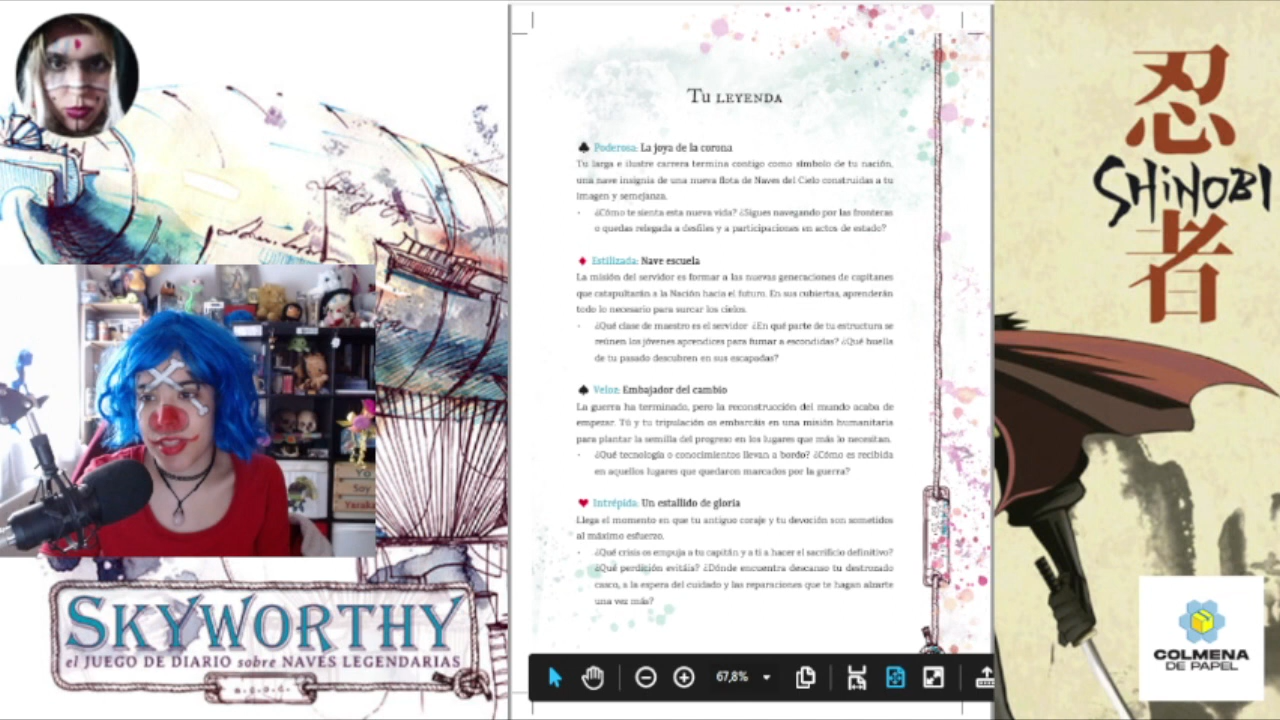 Tu leyenda
♠ Poderosa: La joya de la corona
Tu larga e ilustre carrera termina contigo como símbolo de tu nación,
una nave insignia de una nueva flota de Naves del Cielo construidas a tu
imagen y semejanza.
· ¿Cómo te sienta esta nueva vida? ¿Sigues navegando por las fronteras
o quedas relegada a desfiles y a participaciones en actos de estado?
♦ Estilizada: Nave escuela
La misión del servidor es formar a las nuevas generaciones de capitanes
que catapultarán a la Nación hacia el futuro. En sus cubiertas, aprenderán
todo lo necesario para surcar los cielos.
· ¿Qué clase de maestro es el servidor ¿En qué parte de tu estructura se
reúnen los jóvenes aprendices para fumar a escondidas? ¿Qué huella
de tu pasado descubren en sus escapadas?
♠ Veloz: Embajador del cambio
La guerra ha terminado, pero la reconstrucción del mundo acaba de
empezar. Tú y tu tripulación os embarcáis en una misión humanitaria
para plantar la semilla del progreso en los lugares que más lo necesitan.
· ¿Qué tecnología o conocimientos llevan a bordo? ¿Cómo es recibida
en aquellos lugares que quedaron marcados por la guerra?
♥ Intrépida: Un estallido de gloria
Llega el momento en que tu antiguo coraje y tu devoción son sometidos
al máximo esfuerzo.
· ¿Qué crisis os empuja a tu capitán y a ti a hacer el sacrificio definitivo?
¿Qué perdición evitáis? ¿Dónde encuentra descanso tu destrozado
casco, a la espera del cuidado y las reparaciones que te hagan alzarte
una vez más?
67,8%
SKYWORTHY
el JUEGO DE DIARIO sobre NAVES LEGENDARIAS
忍
SHINOBI
者
COLMENA
DE PAPEL
Soy
Yaraka